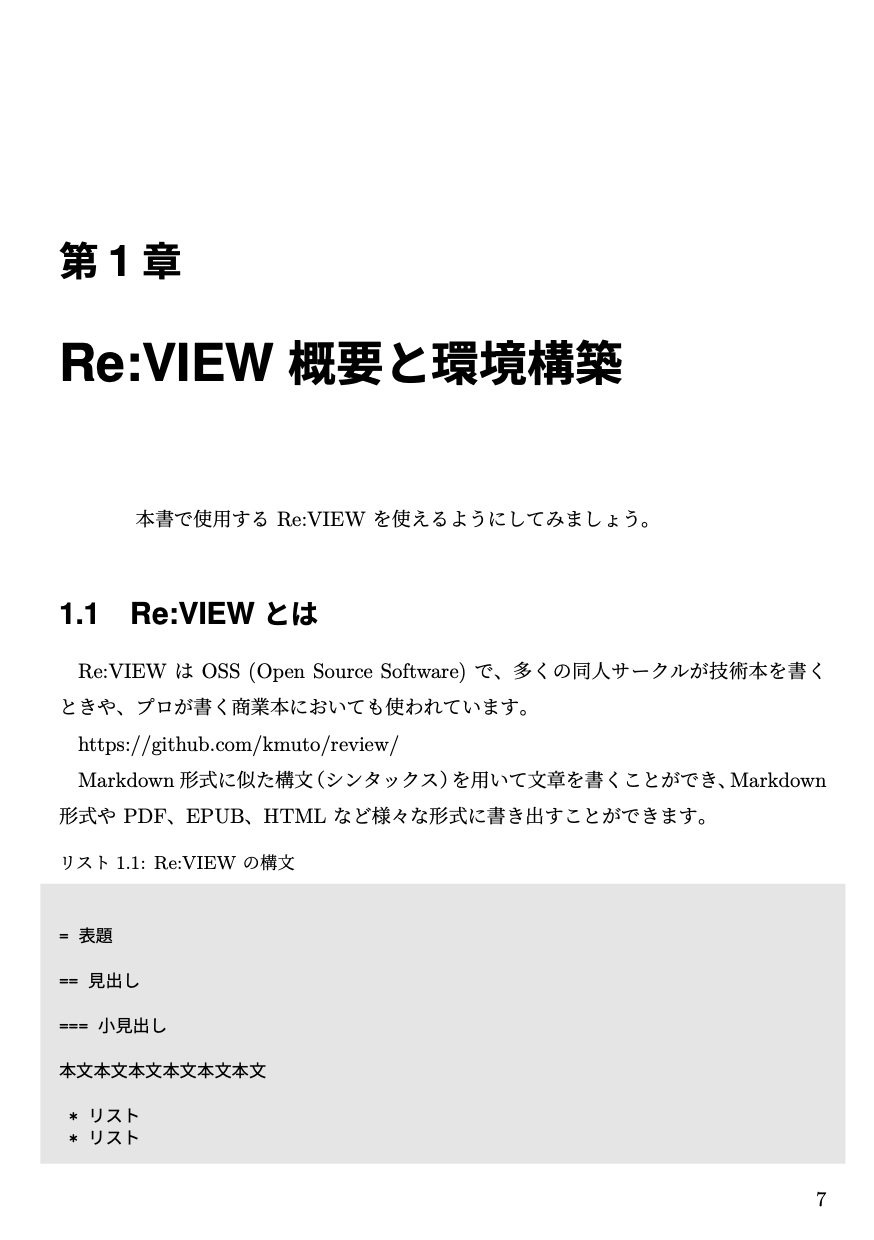 第 1 章
Re:VIEW 概要と環境構築
本書で使用する Re:VIEW を使えるようにしてみましょう。
1.1 Re:VIEW とは
Re:VIEW は OSS (Open Source Software) で、多くの同人サークルが技術本を書く
ときや、プロが書く商業本においても使われています。
https://github.com/kmuto/review/
Markdown 形式に似た構文（シンタックス）を用いて文章を書くことができ、Markdown
形式や PDF、EPUB、HTML など様々な形式に書き出すことができます。
リスト 1.1: Re:VIEW の構文
= 表題
== 見出し
=== 小見出し
本文本文本文本文本文本文
* リスト
* リスト
7